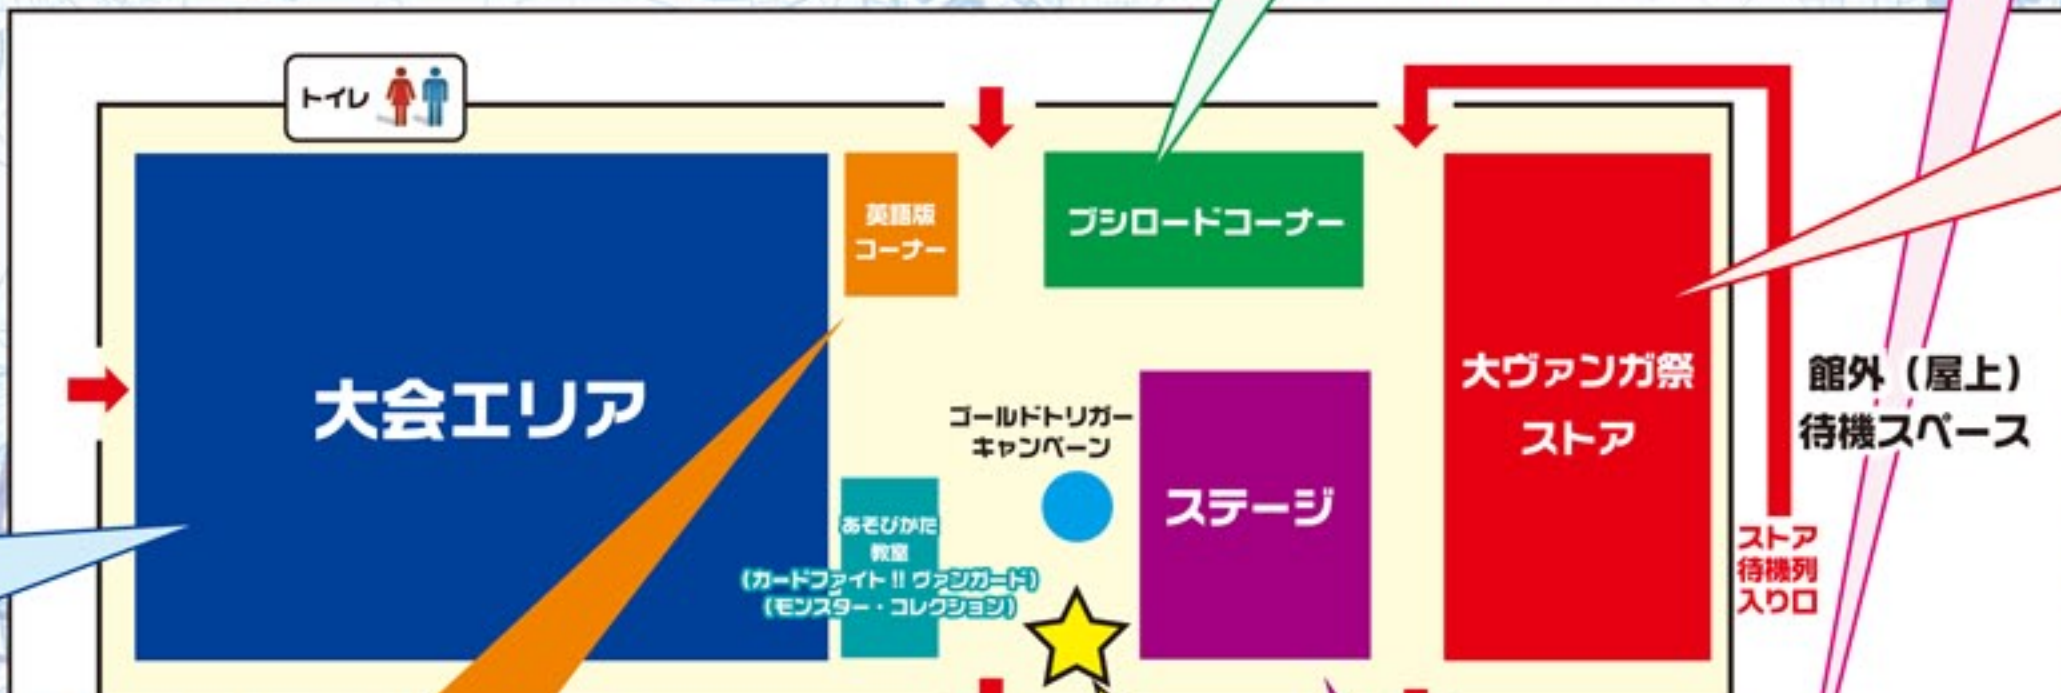 トイレ
英語版
コーナー
ブシロードコーナー
大会エリア
大ヴァンガ祭
ストア
館外（屋上）
待機スペース
ゴールドトリガー
キャンペーン
ステージ
あそびかた
教室
（カードファイト!! ヴァンガード）
（モンスター・コレクション）
ストア
待機列
入り口